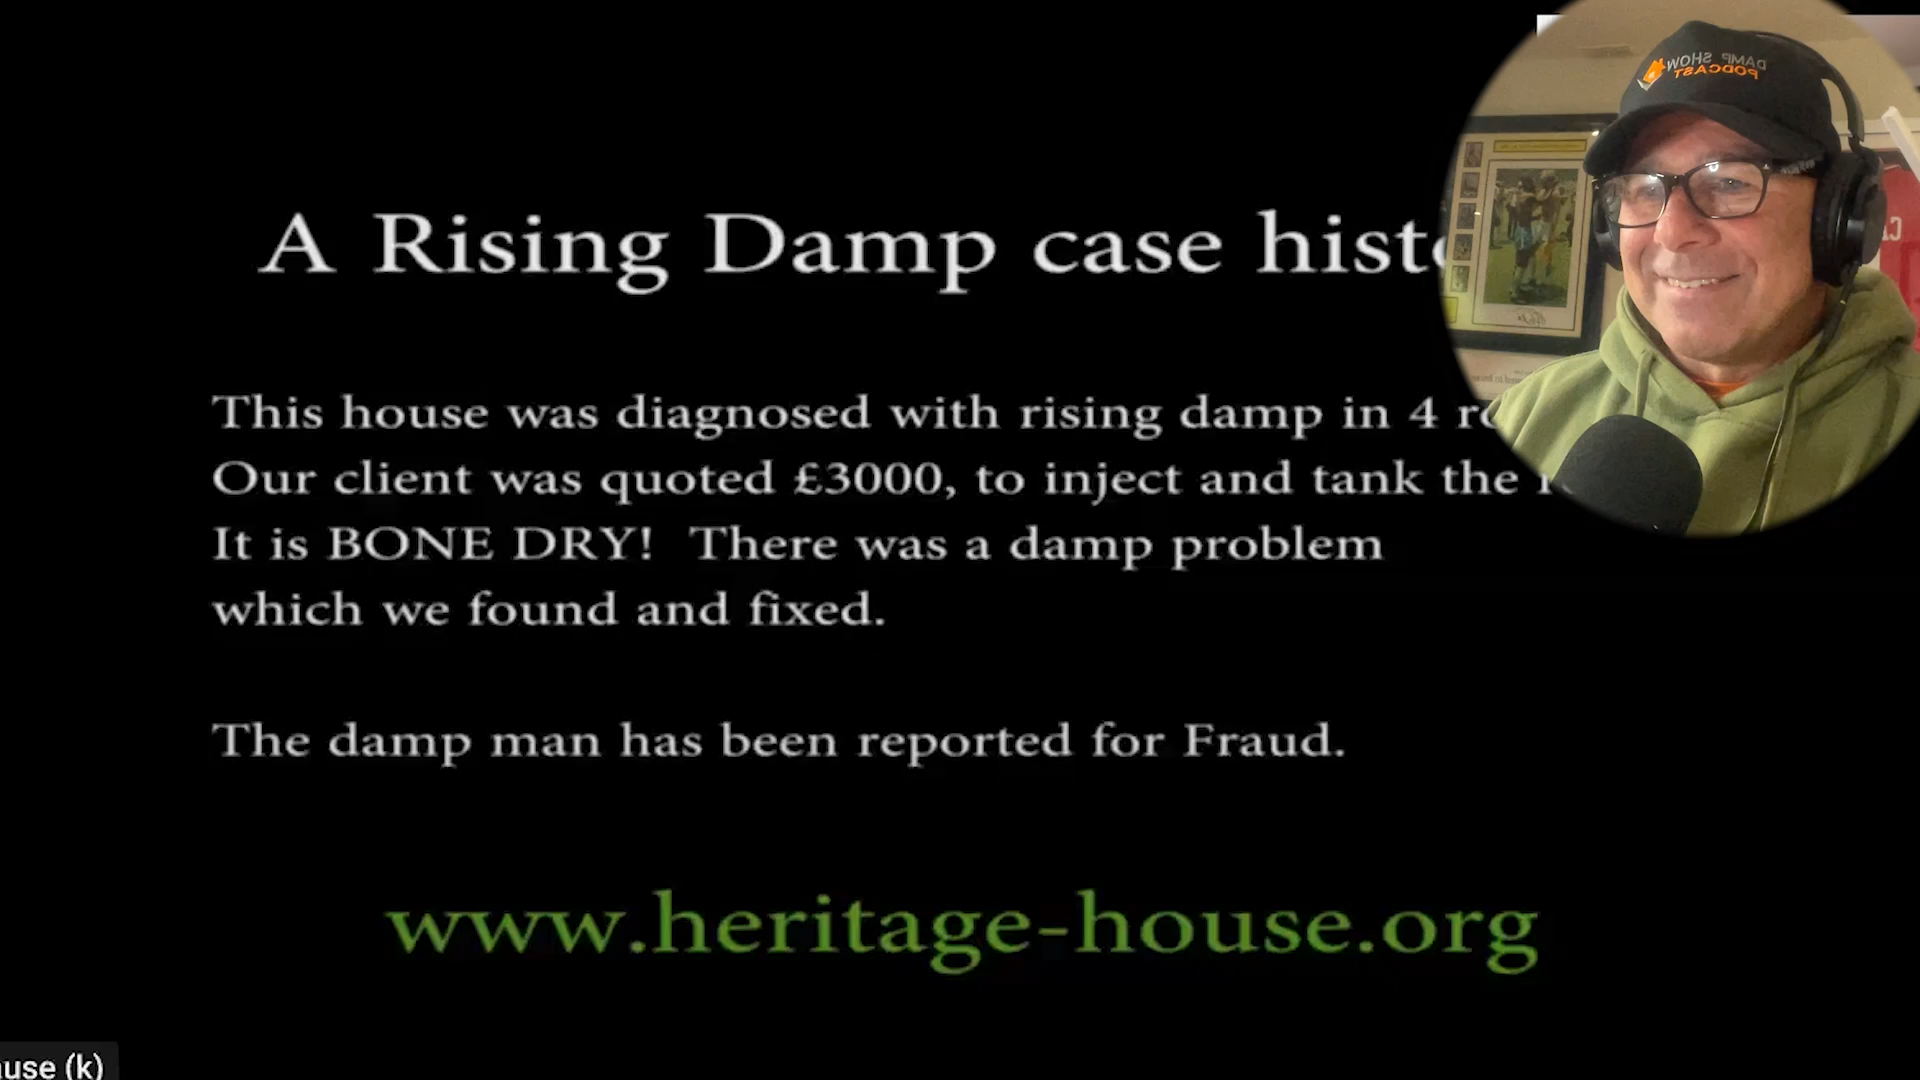 A Rising Damp case
This house was diagnosed with rising damp in 4
Our client was quoted £3000, to inject and tank the
It is BONE DRY!  There was a damp problem
which we found and fixed.
The damp man has been reported for Fraud.
www.heritage-house.org
DAMP SHOW
PODCAST
(k)